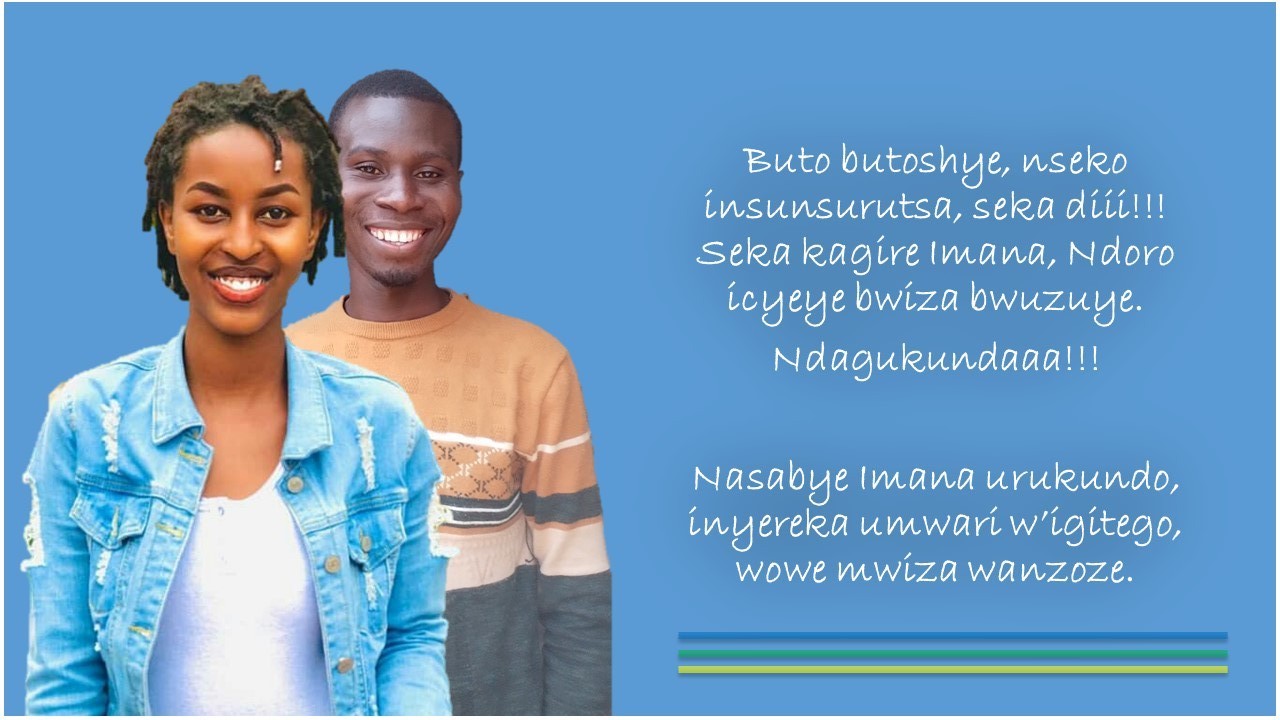 Buto butoshye, nseko
insunsurutsa, seka diii!!!
Seka kagire Imana, Ndoro
icyeye bwiza bwuzuye.
Ndagukundaaa!!!
Nasabye Imana urukundo,
inyereka umwari w’igitego,
wowe mwiza wanzoze.